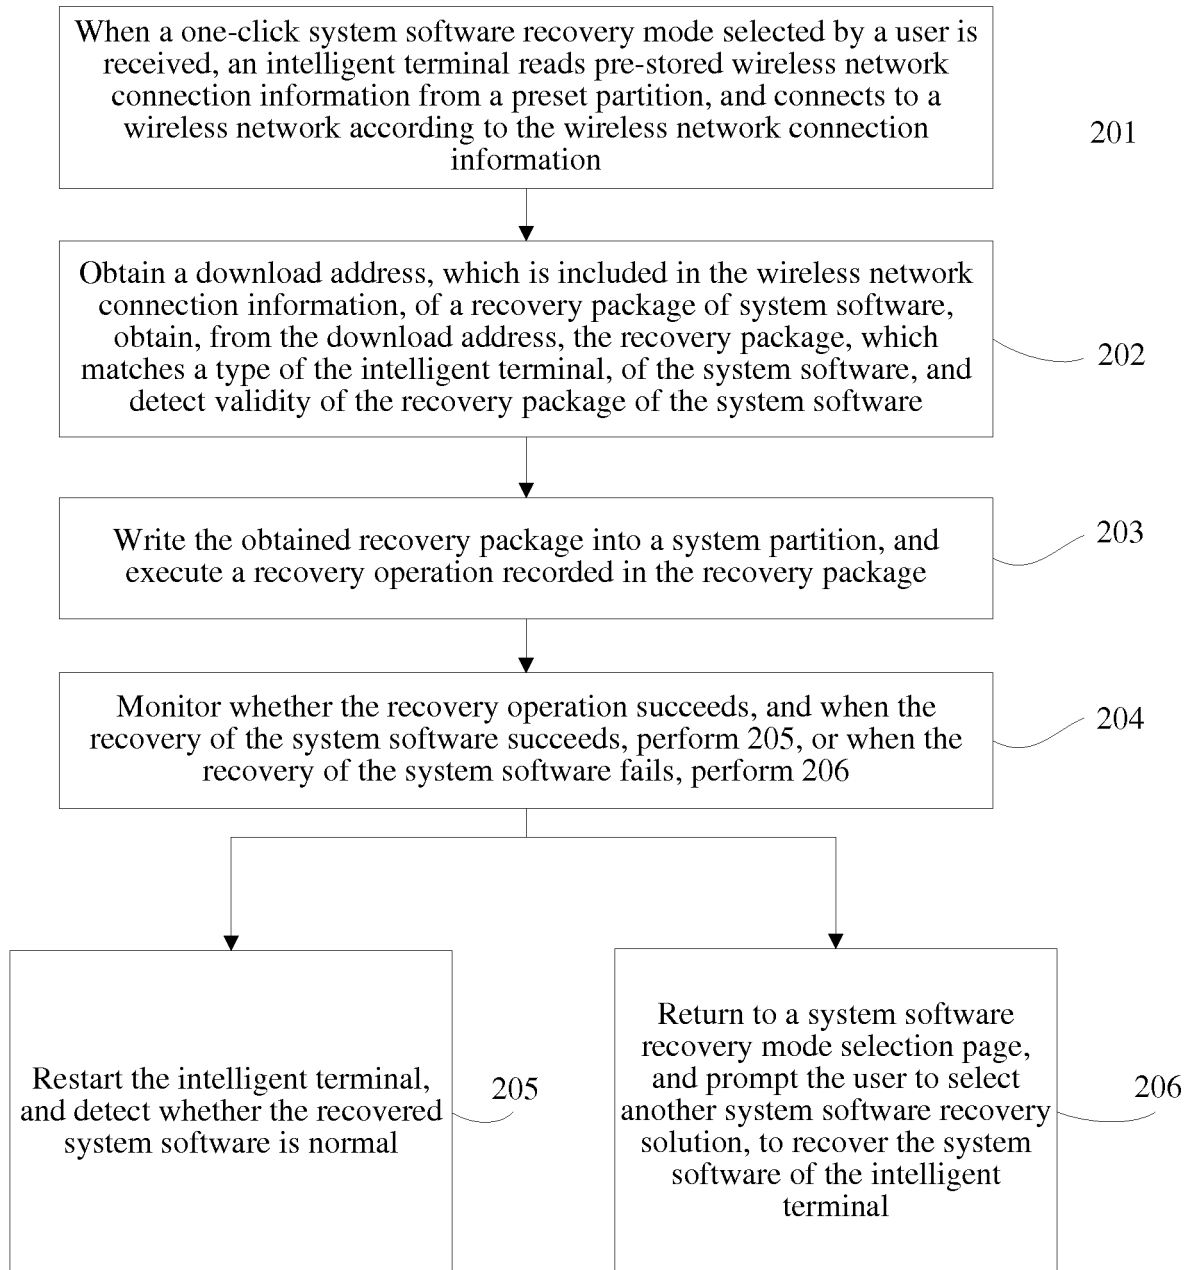 When a one-click system software recovery mode selected by a user is
received, an intelligent terminal reads pre-stored wireless network
connection information from a preset partition, and connects to a
wireless network according to the wireless network connection
information
201
Obtain a download address, which is included in the wireless network
connection information, of a recovery package of system software,
obtain, from the download address, the recovery package, which
matches a type of the intelligent terminal, of the system software, and
detect validity of the recovery package of the system software
202
Write the obtained recovery package into a system partition, and
execute a recovery operation recorded in the recovery package
203
Monitor whether the recovery operation succeeds, and when the
recovery of the system software succeeds, perform 205, or when the
recovery of the system software fails, perform 206
204
Restart the intelligent terminal,
and detect whether the recovered
system software is normal
205
Return to a system software
recovery mode selection page,
and prompt the user to select
another system software recovery
solution, to recover the system
software of the intelligent
terminal
206